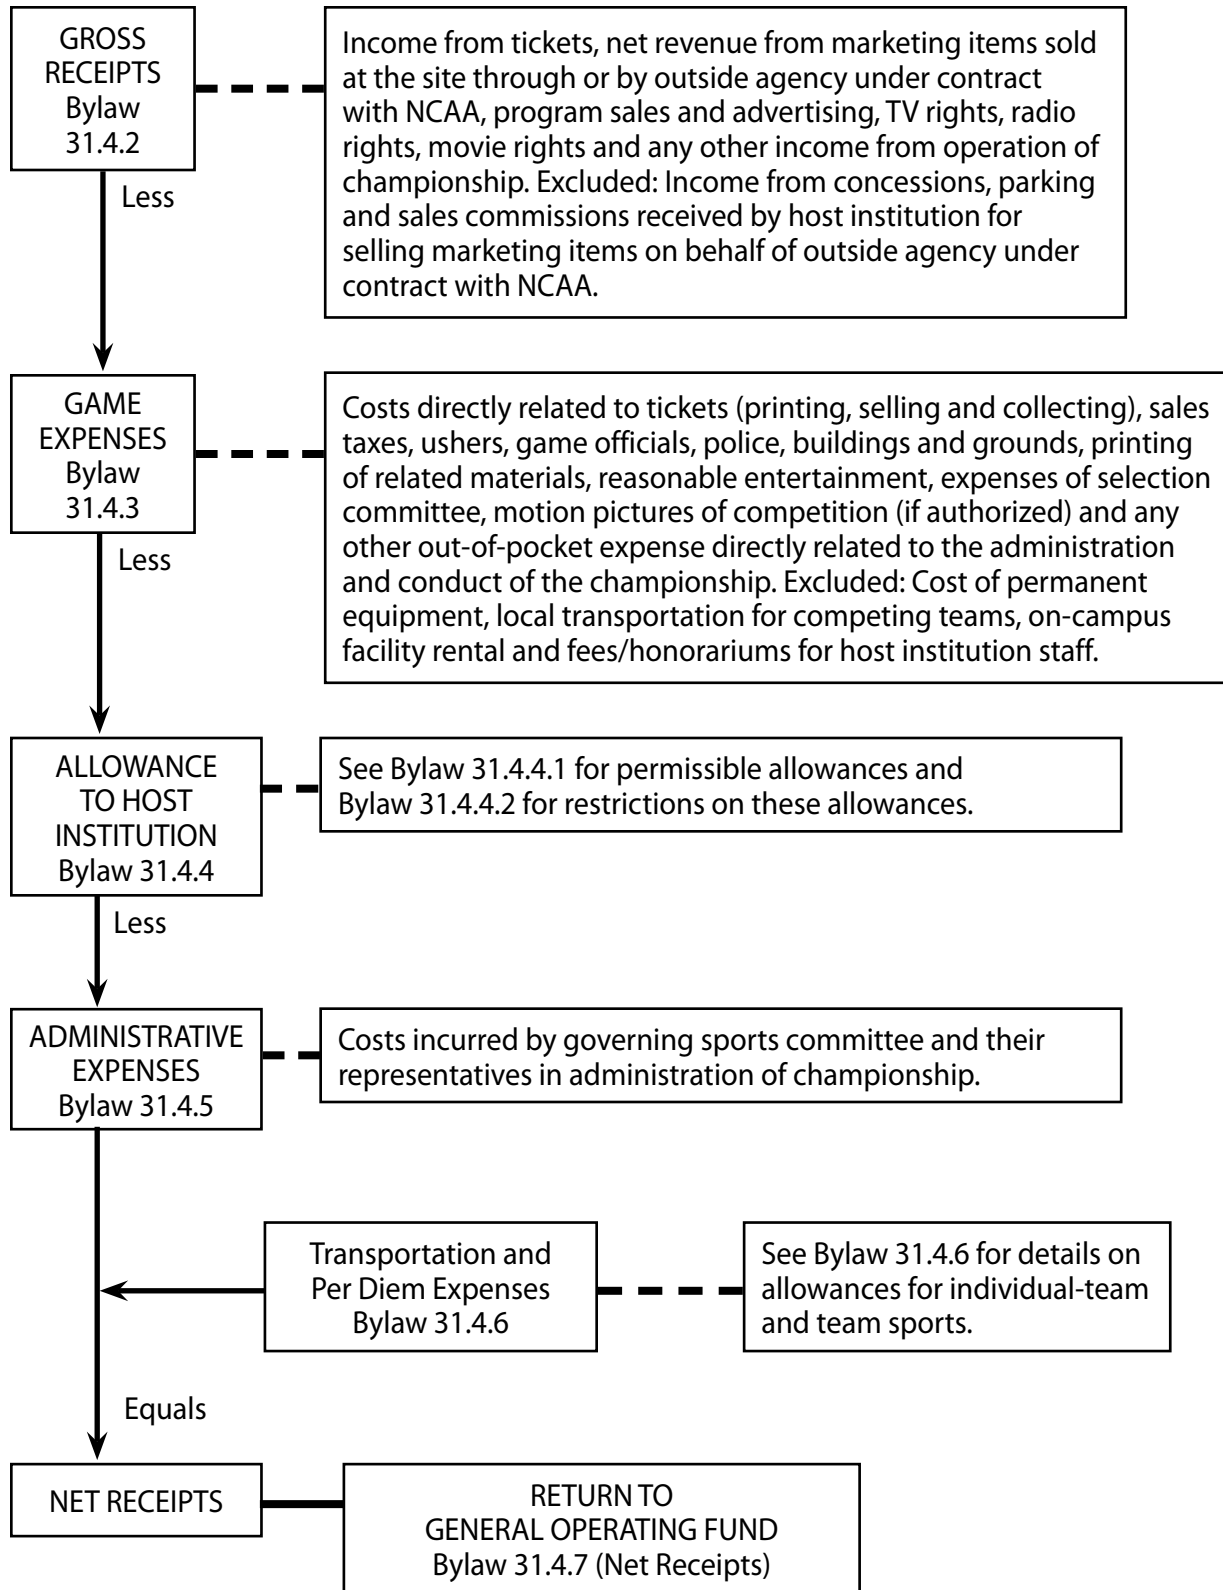 GROSS
RECEIPTS
Bylaw
31.4.2
Income from tickets, net revenue from marketing items sold
at the site through or by outside agency under contract
with NCAA, program sales and advertising, TV rights, radio
rights, movie rights and any other income from operation of
championship. Excluded: Income from concessions, parking
and sales commissions received by host institution for
selling marketing items on behalf of outside agency under
contract with NCAA.
Less
GAME
EXPENSES
Bylaw
31.4.3
Costs directly related to tickets (printing, selling and collecting), sales
taxes, ushers, game officials, police, buildings and grounds, printing
of related materials, reasonable entertainment, expenses of selection
committee, motion pictures of competition (if authorized) and any
other out-of-pocket expense directly related to the administration
and conduct of the championship. Excluded: Cost of permanent
equipment, local transportation for competing teams, on-campus
facility rental and fees/honorariums for host institution staff.
Less
ALLOWANCE
TO HOST
INSTITUTION
Bylaw 31.4.4
See Bylaw 31.4.4.1 for permissible allowances and
Bylaw 31.4.4.2 for restrictions on these allowances.
Less
ADMINISTRATIVE
EXPENSES
Bylaw 31.4.5
Costs incurred by governing sports committee and their
representatives in administration of championship.
Transportation and
Per Diem Expenses
Bylaw 31.4.6
See Bylaw 31.4.6 for details on
allowances for individual-team
and team sports.
Equals
NET RECEIPTS
RETURN TO
GENERAL OPERATING FUND
Bylaw 31.4.7 (Net Receipts)